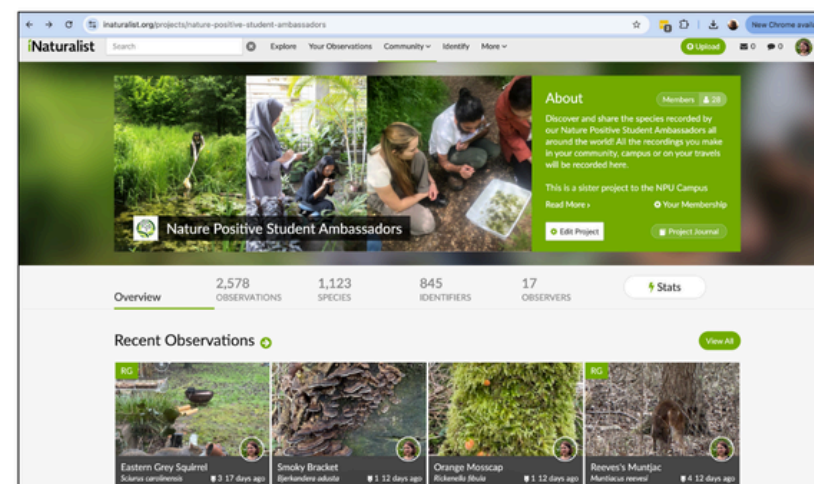 inaturalist.org/projects/nature-positive-student-ambassadors
New Chrome availa
iNaturalist
Search
Explore Your Observations Community Identify More
Upload 0 0
About
Members 28
Discover and share the species recorded by
our Nature Positive Student Ambassadors all
around the world! All the recordings you make
in your community, campus or on your travels
will be recorded here.
This is a sister project to the NPU Campus
Read More ›
Your Membership
Edit Project
Project Journal
Nature Positive Student Ambassadors
Overview
2,578
OBSERVATIONS
1,123
SPECIES
845
IDENTIFIERS
17
OBSERVERS
Stats
Recent Observations
View All
RG
Eastern Grey Squirrel
Sciurus carolinensis 3 17 days ago
Smoky Bracket
Bjerkandera adusta 1 12 days ago
Orange Mosscap
Rickenella fibula 1 12 days ago
RG
Reeves's Muntjac
Muntiacus reevesi 4 12 days ago